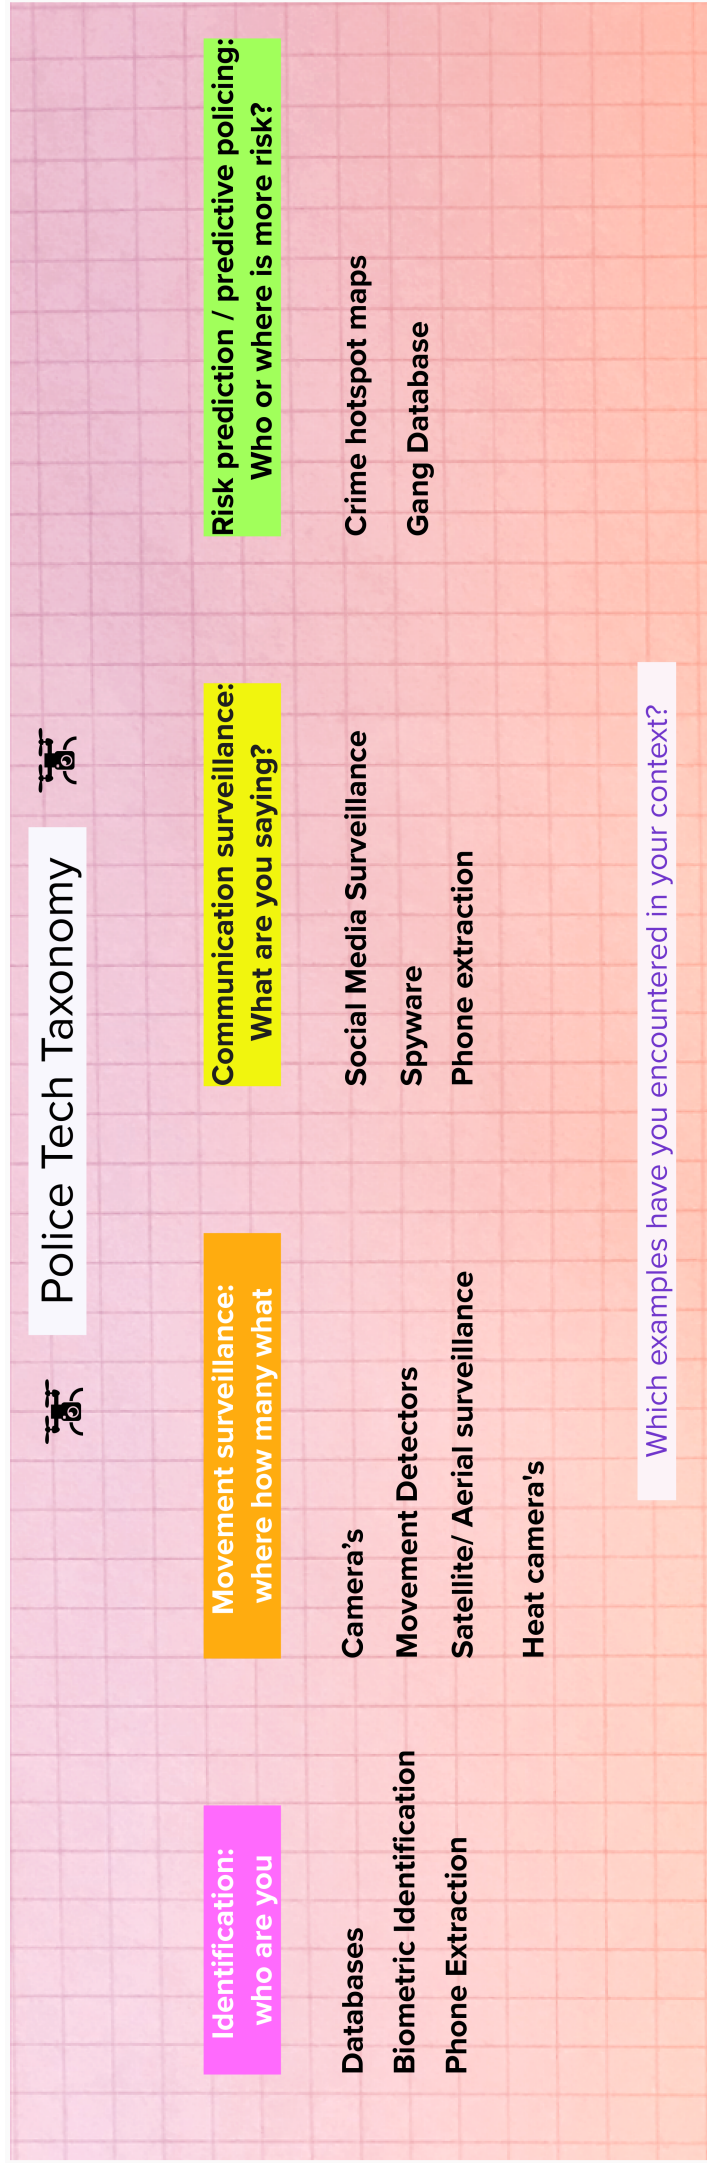 Police Tech Taxonomy
Identification:
who are you
Databases
Biometric Identification
Phone Extraction
Movement surveillance:
where how many what
Camera’s
Movement Detectors
Satellite/ Aerial surveillance
Heat camera's
Communication surveillance:
What are you saying?
Social Media Surveillance
Spyware
Phone extraction
Risk prediction / predictive policing:
Who or where is more risk?
Crime hotspot maps
Gang Database
Which examples have you encountered in your context?